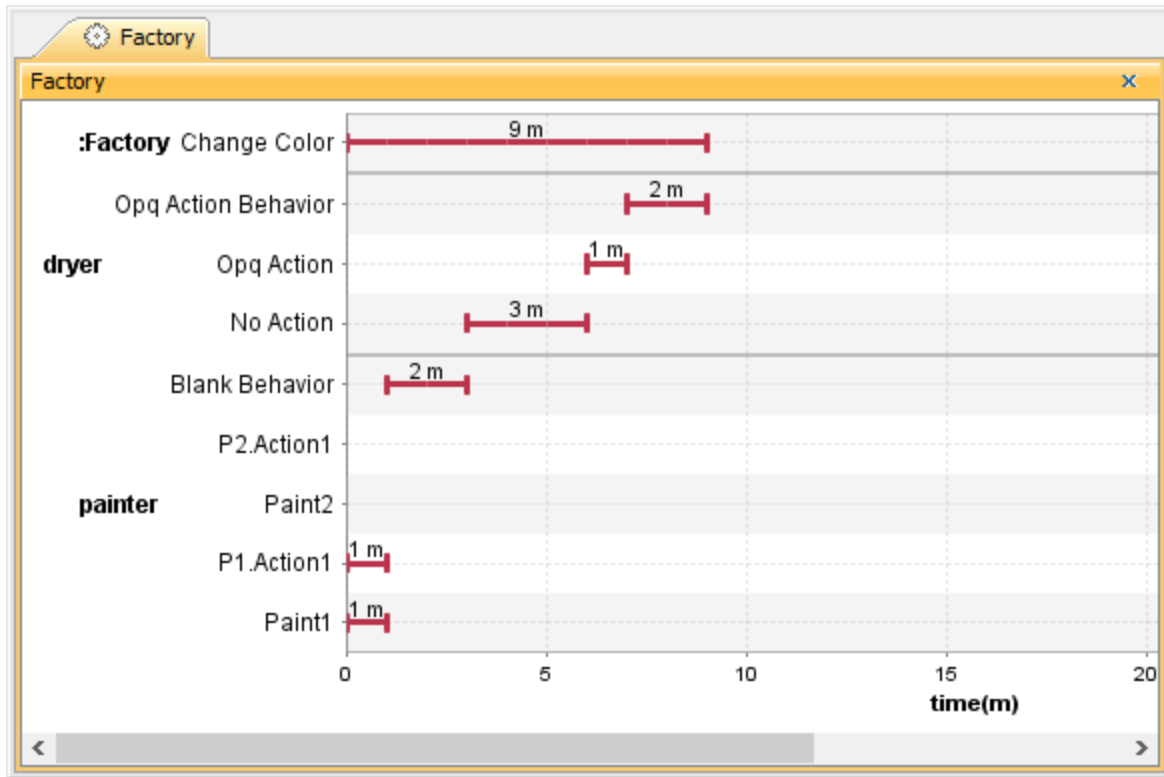 Factory
Factory
:Factory Change Color 9 m
Opq Action Behavior 2 m
dryer Opq Action 1 m
No Action 3 m
Blank Behavior 2 m
P2.Action1
painter Paint2
P1.Action1 1 m
Paint1 1 m
0 5 10 15 20
time(m)